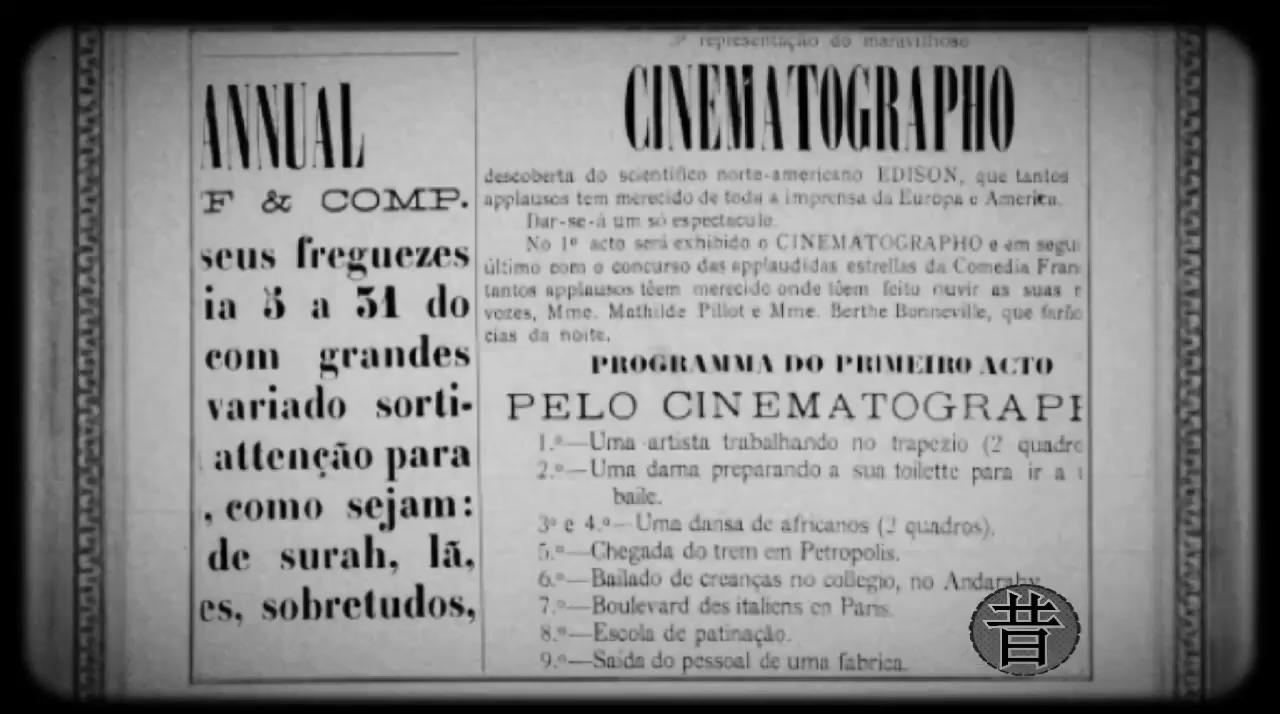 ANNUAL
F & COMP.
seus freguezes
ia 5 a 31 do
com grandes
variado sorti-
attenção para
, como sejam:
de surah, lã,
es, sobretudos,
3ª representação do maravilhoso
CINEMATOGRAPHO
descoberta do scientifico norte-americano EDISON, que tantos
applausos tem merecido de toda a imprensa da Europa e America.
Dar-se-á um só espectaculo.
No 1º acto será exhibido o CINEMATOGRAPHO e em segui
último com o concurso das applaudidas estrellas da Comedia Fran
tantos applausos têem merecido onde têem feito ouvir as suas
vozes, Mme. Mathilde Pillot e Mme. Berthe Bonneville, que farão
cias da noite.
PROGRAMMA DO PRIMEIRO ACTO
PELO CINEMATOGRAPH
1.º—Uma artista trabalhando no trapezio (2 quadro
2.º—Uma dama preparando a sua toilette para ir a
baile.
3º e 4.º—Uma dansa de africanos (2 quadros).
5.º—Chegada do trem em Petropolis.
6.º—Bailado de creanças no collegio, no Andarahy
7.º—Boulevard des italiens en Paris.
8.º—Escola de patinação.
9.º—Saida do pessoal de uma fabrica.
昔